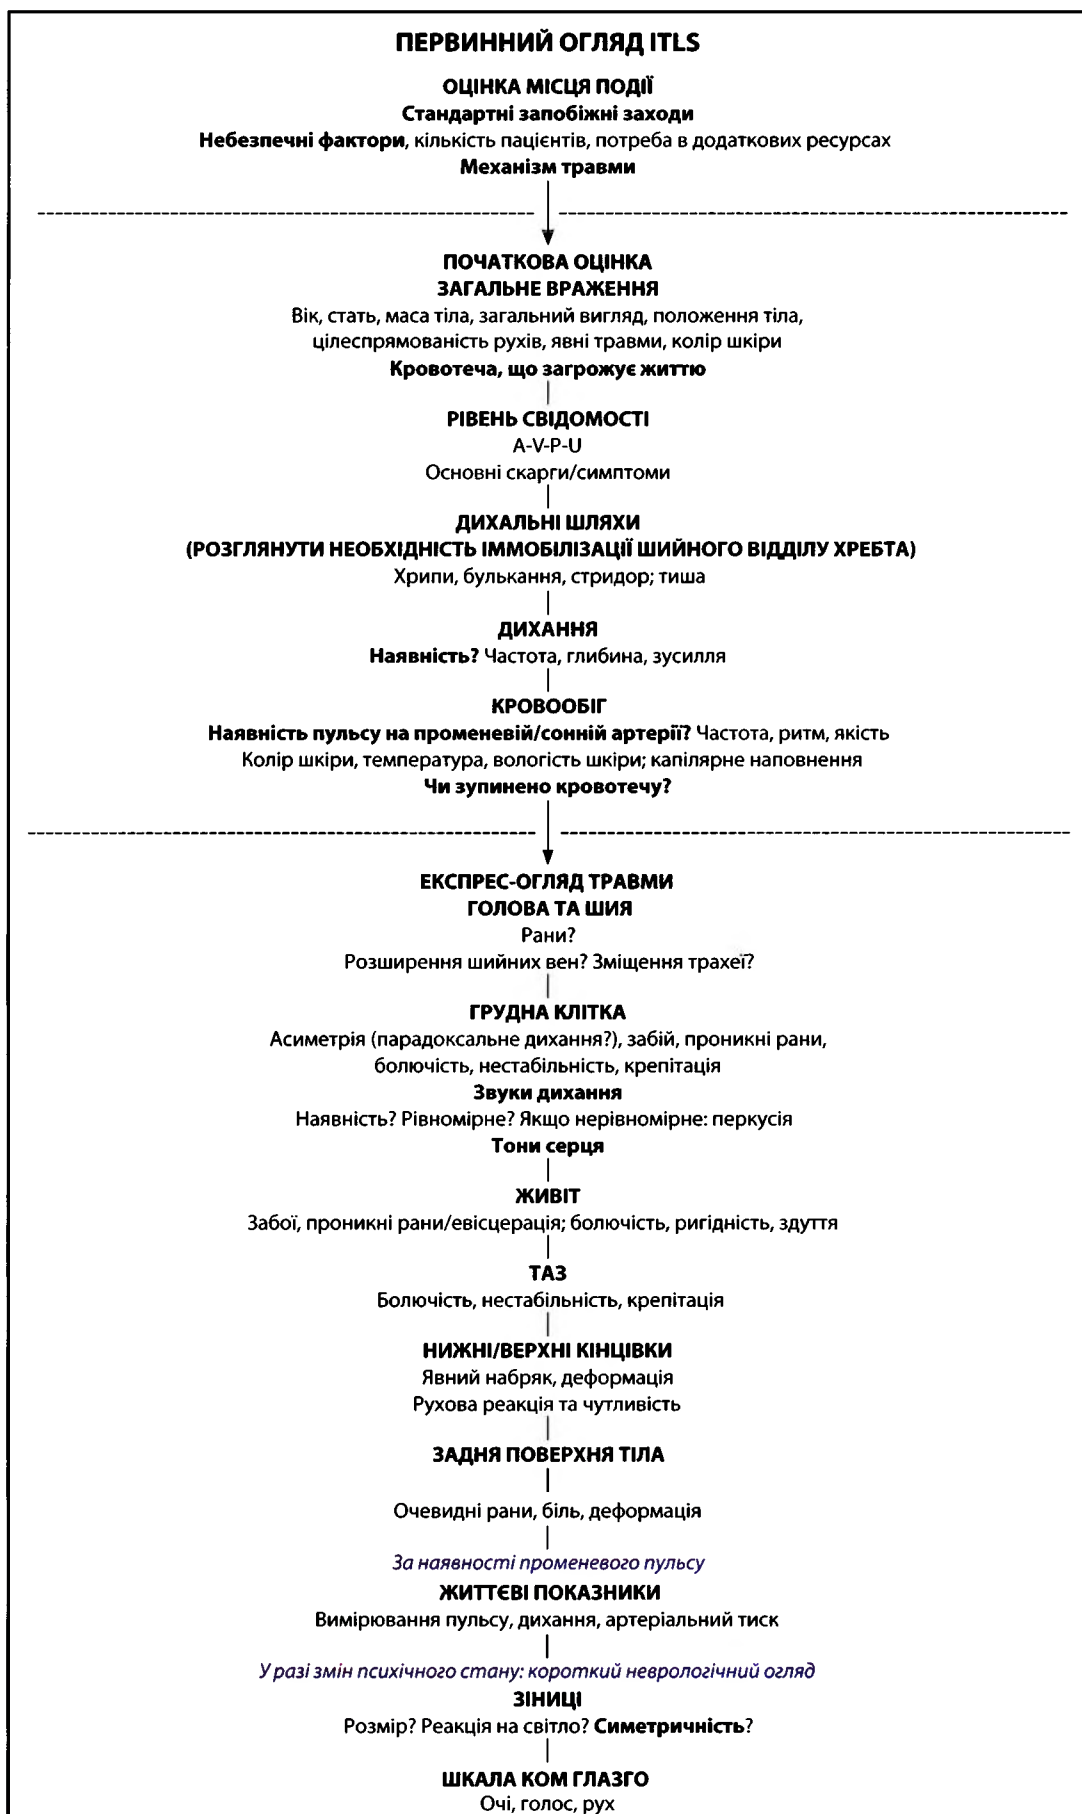 ПЕРВИННИЙ ОГЛЯД ITLS
ОЦІНКА МІСЦЯ ПОДІЇ
Стандартні запобіжні заходи
Небезпечні фактори, кількість пацієнтів, потреба в додаткових ресурсах
Механізм травми
ПОЧАТКОВА ОЦІНКА
ЗАГАЛЬНЕ ВРАЖЕННЯ
Вік, стать, маса тіла, загальний вигляд, положення тіла,
цілеспрямованість рухів, явні травми, колір шкіри
Кровотеча, що загрожує життю
РІВЕНЬ СВІДОМОСТІ
A-V-P-U
Основні скарги/симптоми
ДИХАЛЬНІ ШЛЯХИ
(РОЗГЛЯНУТИ НЕОБХІДНІСТЬ ІММОБІЛІЗАЦІЇ ШИЙНОГО ВІДДІЛУ ХРЕБТА)
Хрипи, булькання, стридор; тиша
ДИХАННЯ
Наявність? Частота, глибина, зусилля
КРОВООБІГ
Наявність пульсу на променевій/сонній артерії? Частота, ритм, якість
Колір шкіри, температура, вологість шкіри; капілярне наповнення
Чи зупинено кровотечу?
ЕКСПРЕС-ОГЛЯД ТРАВМИ
ГОЛОВА ТА ШИЯ
Рани?
Розширення шийних вен? Зміщення трахеї?
ГРУДНА КЛІТКА
Асиметрія (парадоксальне дихання?), забій, проникні рани,
болючість, нестабільність, крепітація
Звуки дихання
Наявність? Рівномірне? Якщо нерівномірне: перкусія
Тони серця
ЖИВІТ
Забої, проникні рани/евісцерація; болючість, ригідність, здуття
ТАЗ
Болючість, нестабільність, крепітація
НИЖНІ/ВЕРХНІ КІНЦІВКИ
Явний набряк, деформація
Рухова реакція та чутливість
ЗАДНЯ ПОВЕРХНЯ ТІЛА
Очевидні рани, біль, деформація
За наявності променевого пульсу
ЖИТТЄВІ ПОКАЗНИКИ
Вимірювання пульсу, дихання, артеріальний тиск
У разі змін психічного стану: короткий неврологічний огляд
ЗІНИЦІ
Розмір? Реакція на світло? Симетричність?
ШКАЛА КОМ ГЛАЗГО
Очі, голос, рух